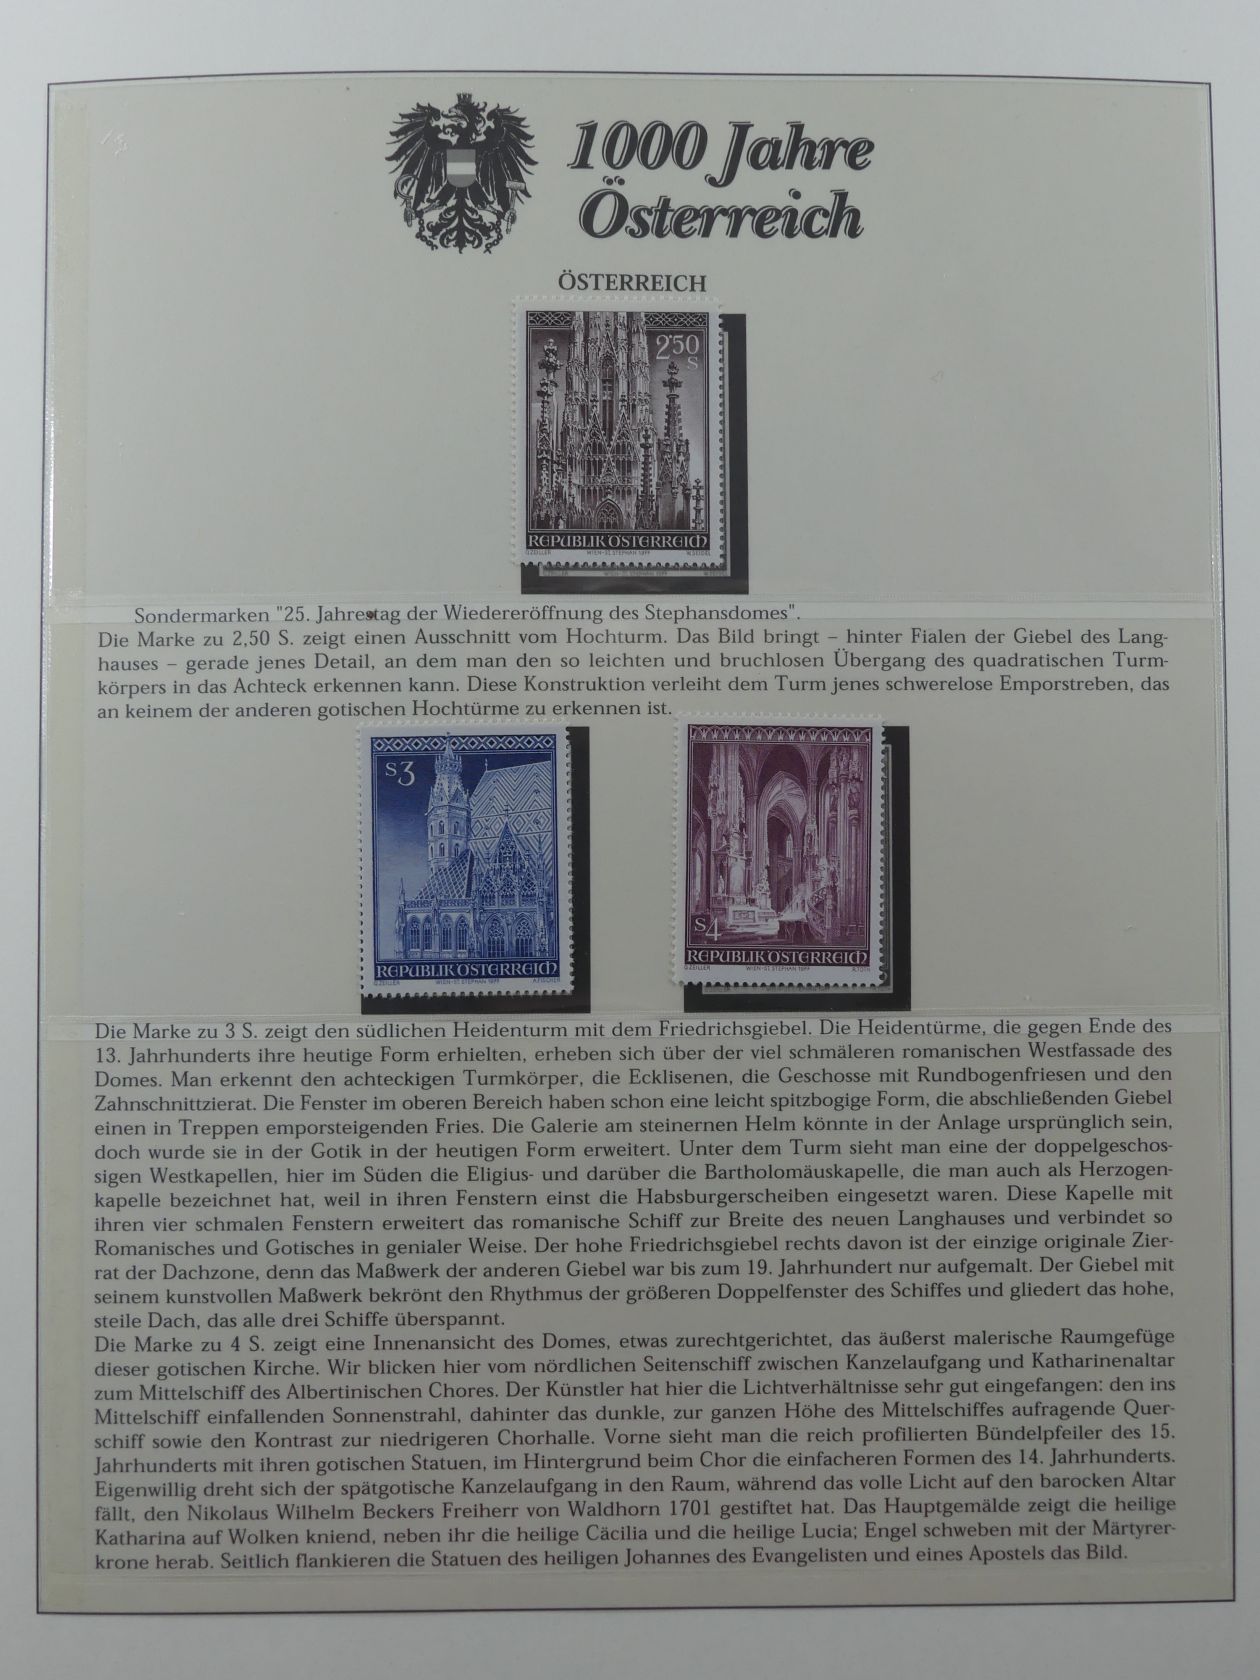 1000 Jahre
Österreich
ÖSTERREICH
2'50
S
REPUBLIK ÖSTERREICH
O.ZEILLER WIEN-ST. STEPHAN 1977 W.SEIDEL
Sondermarken "25. Jahrestag der Wiedereröffnung des Stephansdomes".
Die Marke zu 2,50 S. zeigt einen Ausschnitt vom Hochturm. Das Bild bringt – hinter Fialen der Giebel des Lang-
hauses – gerade jenes Detail, an dem man den so leichten und bruchlosen Übergang des quadratischen Turm-
körpers in das Achteck erkennen kann. Diese Konstruktion verleiht dem Turm jenes schwerelose Emporstreben, das
an keinem der anderen gotischen Hochtürme zu erkennen ist.
S3
REPUBLIK ÖSTERREICH
O.ZEILLER WIEN-ST. STEPHAN 1977 A.FISCHER
S4
REPUBLIK ÖSTERREICH
O.ZEILLER WIEN-ST. STEPHAN 1977 R.TOTH
Die Marke zu 3 S. zeigt den südlichen Heidenturm mit dem Friedrichsgiebel. Die Heidentürme, die gegen Ende des
13. Jahrhunderts ihre heutige Form erhielten, erheben sich über der viel schmäleren romanischen Westfassade des
Domes. Man erkennt den achteckigen Turmkörper, die Ecklisenen, die Geschosse mit Rundbogenfriesen und den
Zahnschnittzierat. Die Fenster im oberen Bereich haben schon eine leicht spitzbogige Form, die abschließenden Giebel
einen in Treppen emporsteigenden Fries. Die Galerie am steinernen Helm könnte in der Anlage ursprünglich sein,
doch wurde sie in der Gotik in der heutigen Form erweitert. Unter dem Turm sieht man eine der doppelgeschos-
sigen Westkapellen, hier im Süden die Eligius- und darüber die Bartholomäuskapelle, die man auch als Herzogen-
kapelle bezeichnet hat, weil in ihren Fenstern einst die Habsburgerscheiben eingesetzt waren. Diese Kapelle mit
ihren vier schmalen Fenstern erweitert das romanische Schiff zur Breite des neuen Langhauses und verbindet so
Romanisches und Gotisches in genialer Weise. Der hohe Friedrichsgiebel rechts davon ist der einzige originale Zier-
rat der Dachzone, denn das Maßwerk der anderen Giebel war bis zum 19. Jahrhundert nur aufgemalt. Der Giebel mit
seinem kunstvollen Maßwerk bekrönt den Rhythmus der größeren Doppelfenster des Schiffes und gliedert das hohe,
steile Dach, das alle drei Schiffe überspannt.
Die Marke zu 4 S. zeigt eine Innenansicht des Domes, etwas zurechtgerichtet, das äußerst malerische Raumgefüge
dieser gotischen Kirche. Wir blicken hier vom nördlichen Seitenschiff zwischen Kanzelaufgang und Katharinenaltar
zum Mittelschiff des Albertinischen Chores. Der Künstler hat hier die Lichtverhältnisse sehr gut eingefangen: den ins
Mittelschiff einfallenden Sonnenstrahl, dahinter das dunkle, zur ganzen Höhe des Mittelschiffes aufragende Quer-
schiff sowie den Kontrast zur niedrigeren Chorhalle. Vorne sieht man die reich profilierten Bündelpfeiler des 15.
Jahrhunderts mit ihren gotischen Statuen, im Hintergrund beim Chor die einfacheren Formen des 14. Jahrhunderts.
Eigenwillig dreht sich der spätgotische Kanzelaufgang in den Raum, während das volle Licht auf den barocken Altar
fällt, den Nikolaus Wilhelm Beckers Freiherr von Waldhorn 1701 gestiftet hat. Das Hauptgemälde zeigt die heilige
Katharina auf Wolken kniend, neben ihr die heilige Cäcilia und die heilige Lucia; Engel schweben mit der Märtyrer-
krone herab. Seitlich flankieren die Statuen des heiligen Johannes des Evangelisten und eines Apostels das Bild.